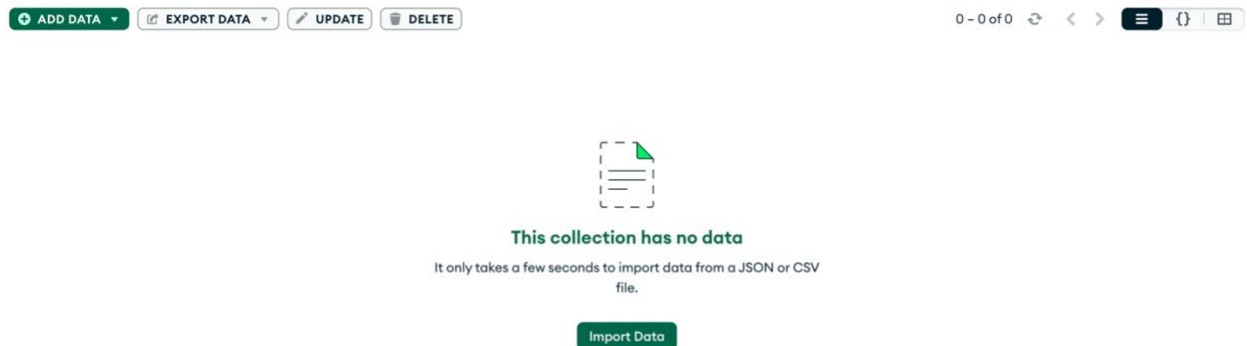 ADD DATA EXPORT DATA UPDATE DELETE 0 – 0 of 0 {}
This collection has no data
It only takes a few seconds to import data from a JSON or CSV
file.
Import Data